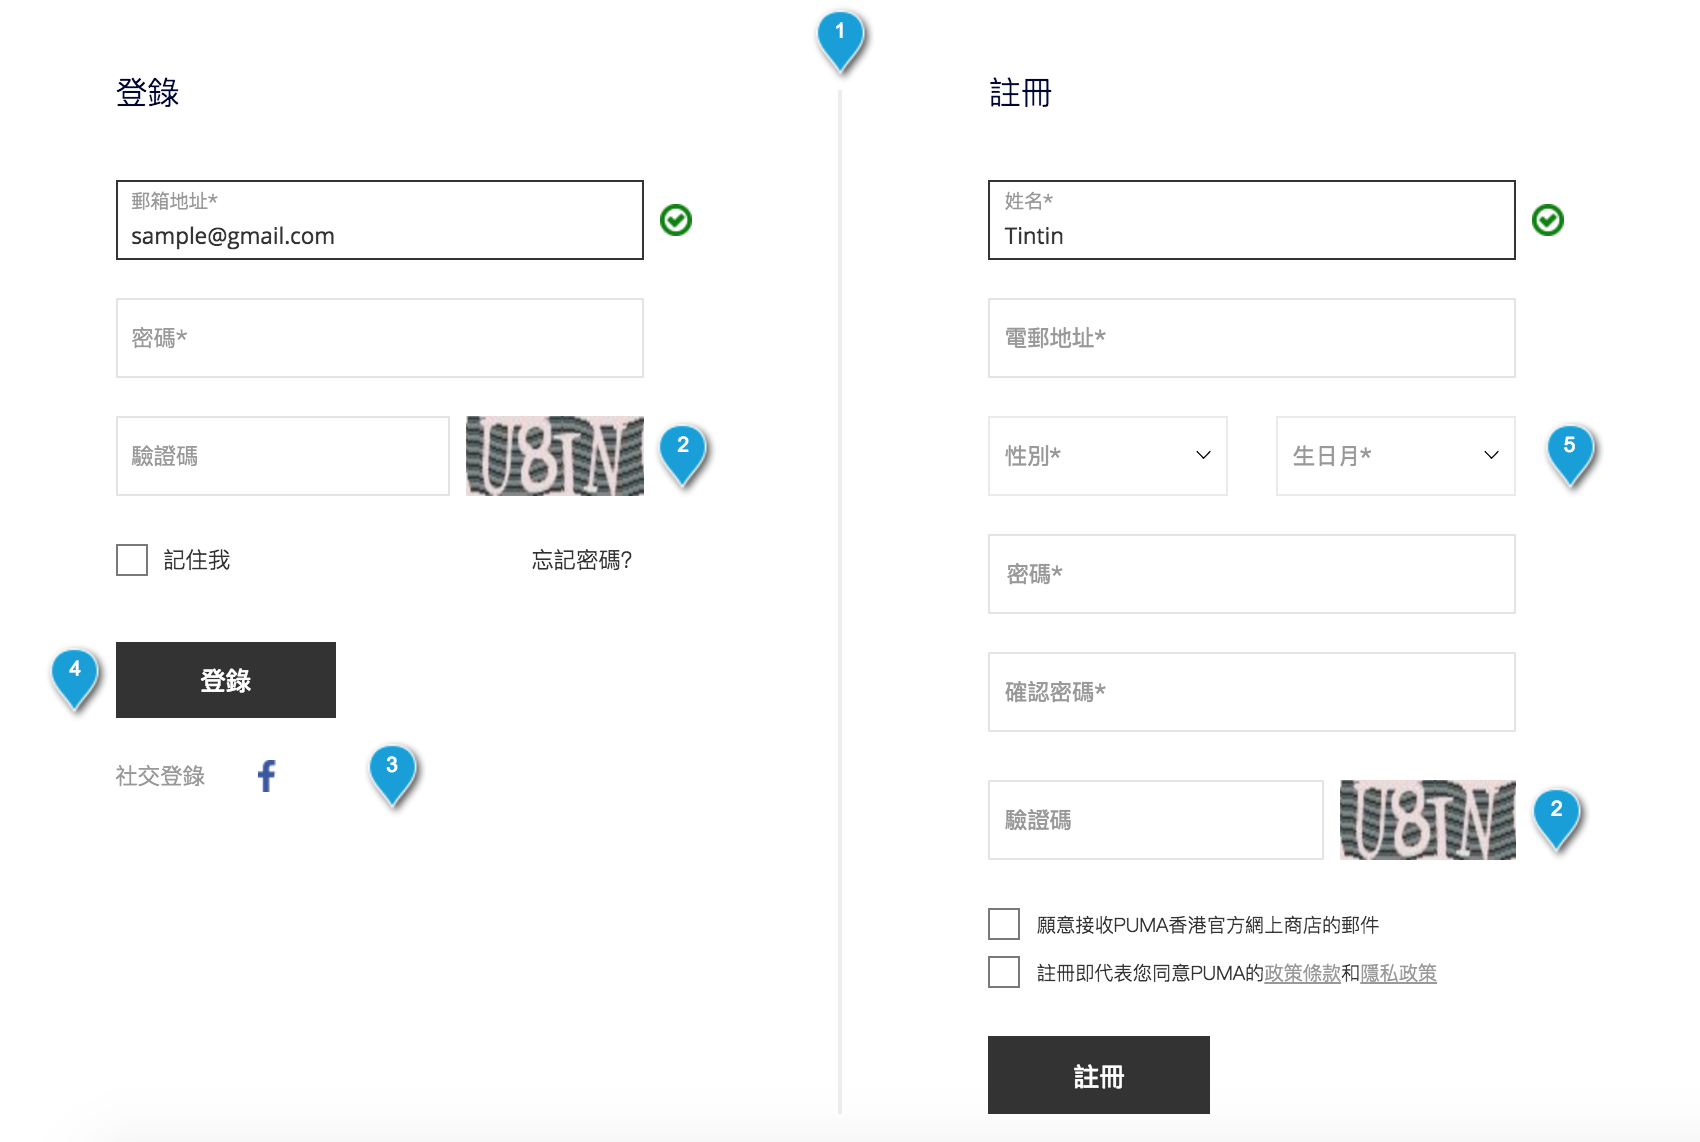 1
登錄
郵箱地址*
sample@gmail.com
密碼*
驗證碼
U8IN
2
記住我
忘記密碼?
4
登錄
社交登錄
f
3
註冊
姓名*
Tintin
電郵地址*
性別*
生日月*
5
密碼*
確認密碼*
驗證碼
U8IN
2
願意接收PUMA香港官方網上商店的郵件
註冊即代表您同意PUMA的政策條款和隱私政策
註冊